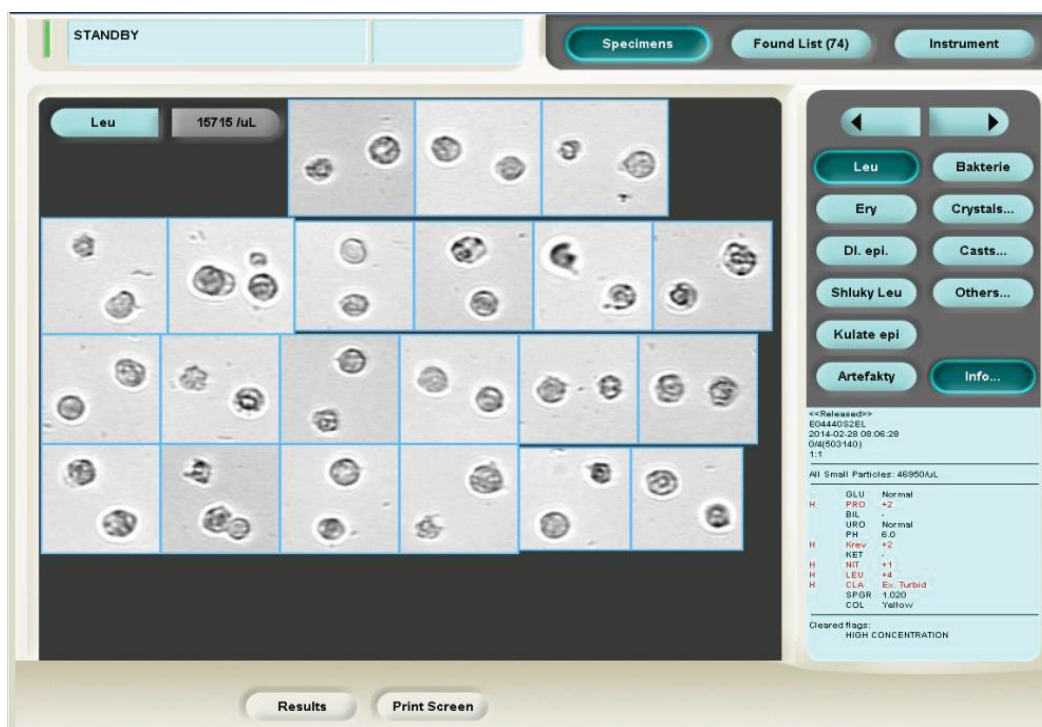 STANDBY
Specimens
Found List (74)
Instrument
Leu
15715 /uL
Leu
Bakterie
Ery
Crystals...
Dl. epi.
Casts...
Shluky Leu
Others...
Kulate epi
Artefakty
Info...
<<Released>>
E04440S2EL
2014-02-28 08:06:28
0/4(503140)
1:1
All Small Particles: 46950/uL
GLU Normal
H PRO +2
BIL -
URO Normal
PH 6.0
H Krev +2
KET -
H NIT +1
H LEU +4
H CLA Ex. Turbid
SPGR 1.020
COL Yellow
Cleared flags:
HIGH CONCENTRATION
Results
Print Screen